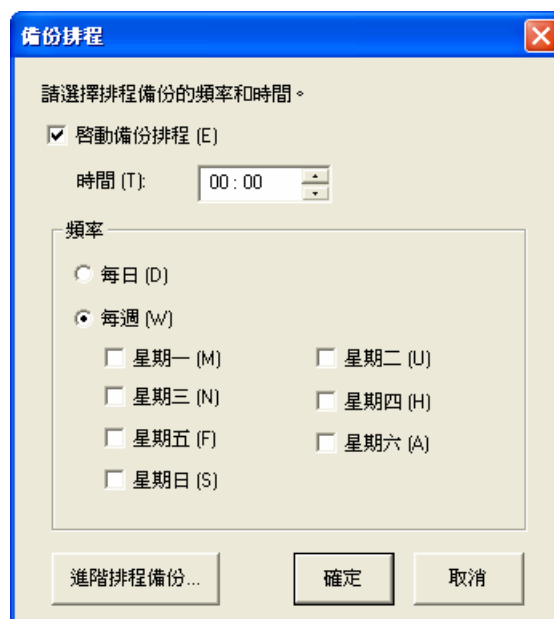 備份排程
請選擇排程備份的頻率和時間。
啓動備份排程 (E)
時間 (T): 00 : 00
頻率
每日 (D)
每週 (W)
星期一 (M) 星期二 (U)
星期三 (N) 星期四 (H)
星期五 (F) 星期六 (A)
星期日 (S)
進階排程備份... 確定 取消